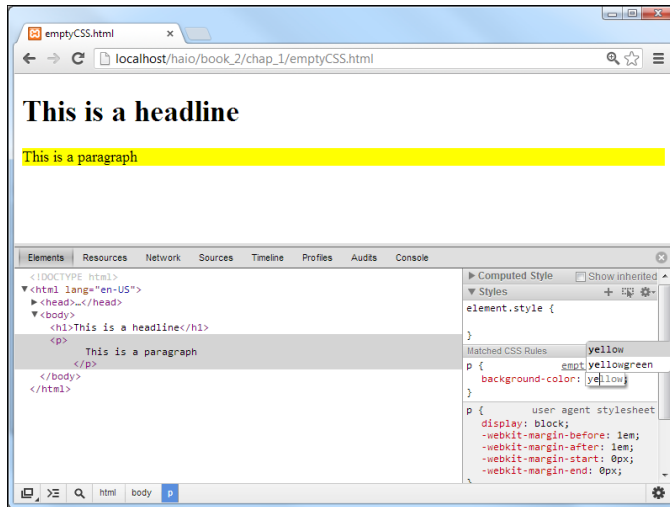 emptyCSS.html
localhost/haio/book_2/chap_1/emptyCSS.html
This is a headline
This is a paragraph
Elements Resources Network Sources Timeline Profiles Audits Console
<!DOCTYPE html>
<html lang="en-US">
<head>…</head>
<body>
<h1>This is a headline</h1>
<p>
This is a paragraph
</p>
</body>
</html>
Computed Style Show inherited
Styles
element.style {
}
Matched CSS Rules
yellow
p { empt yellowgreen
background-color: yellow;
}
p { user agent stylesheet
display: block;
-webkit-margin-before: 1em;
-webkit-margin-after: 1em;
-webkit-margin-start: 0px;
-webkit-margin-end: 0px;
}
html body p